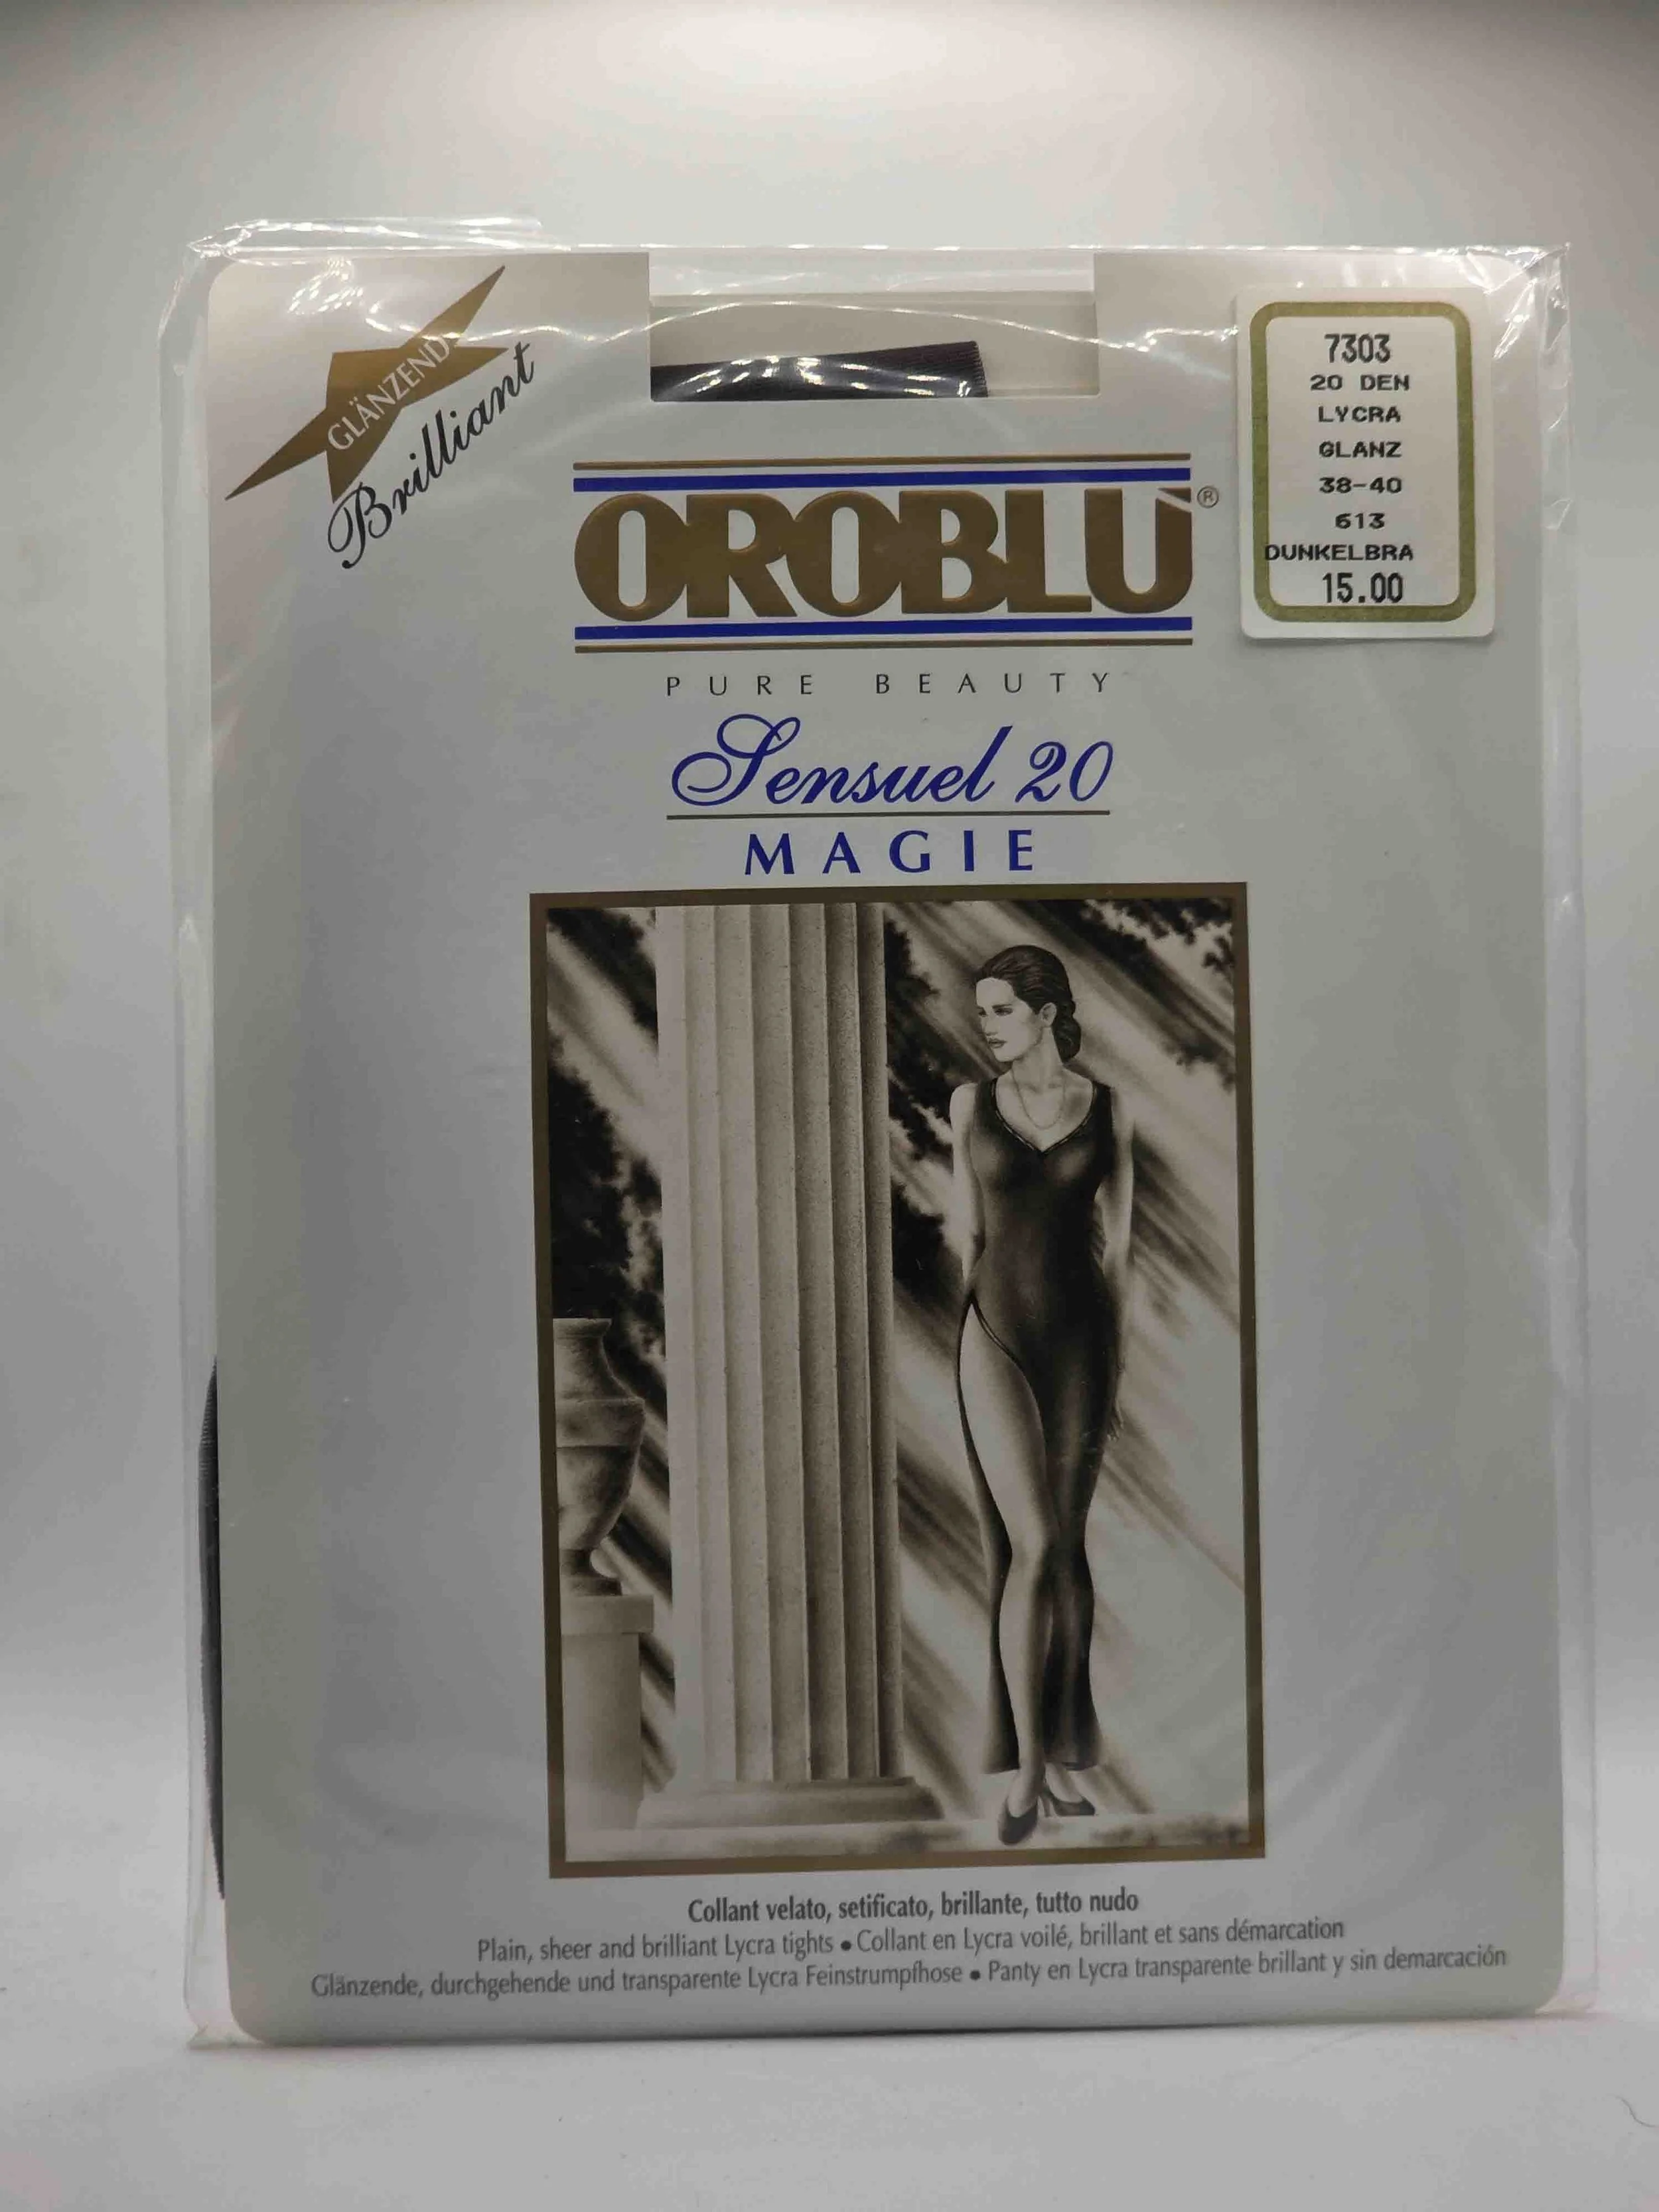 GLÄNZEND
Brilliant
7303
20 DEN
LYCRA
GLANZ
38-40
613
DUNKELBRA
15.00
OROBLÙ®
PURE BEAUTY
Sensuel 20
MAGIE
Collant velato, setificato, brillante, tutto nudo
Plain, sheer and brilliant Lycra tights • Collant en Lycra voilé, brillant et sans démarcation
Glänzende, durchgehende und transparente Lycra Feinstrumpfhose • Panty en Lycra transparente brillant y sin demarcación